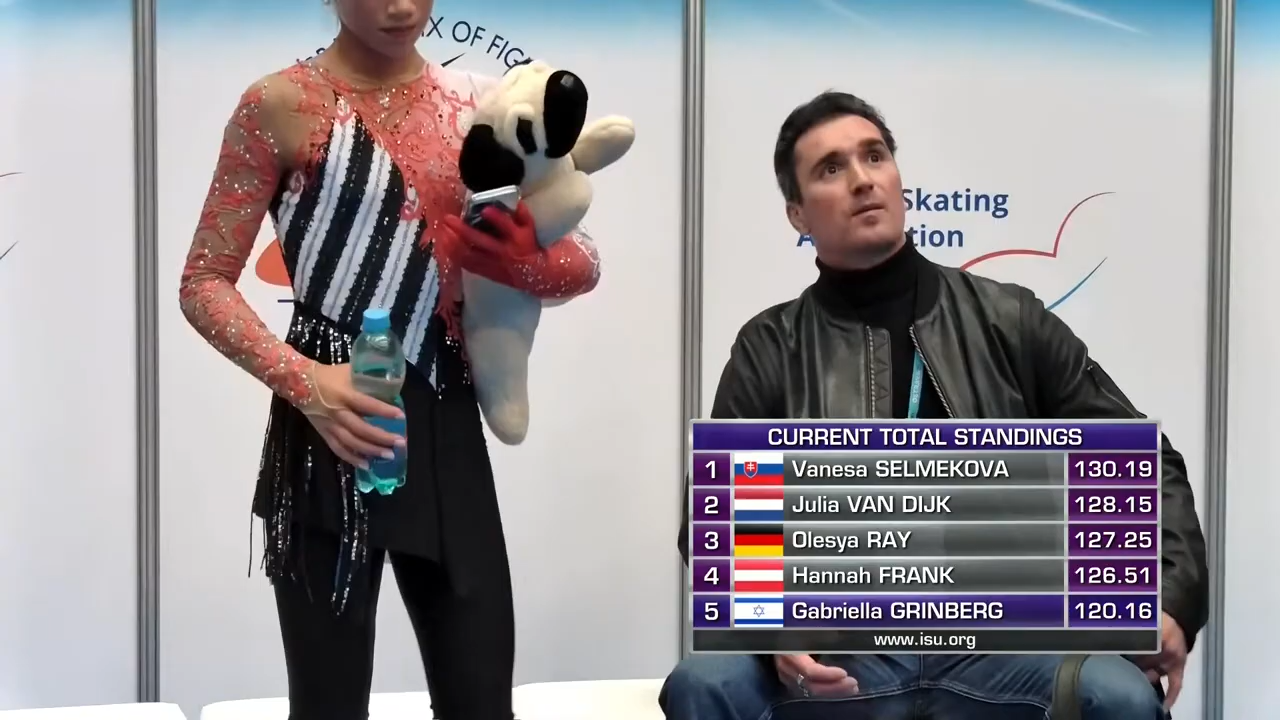 X OF FIG
Skating
A tion
CURRENT TOTAL STANDINGS
1 Vanesa SELMEKOVA 130.19
2 Julia VAN DIJK 128.15
3 Olesya RAY 127.25
4 Hannah FRANK 126.51
5 Gabriella GRINBERG 120.16
www.isu.org